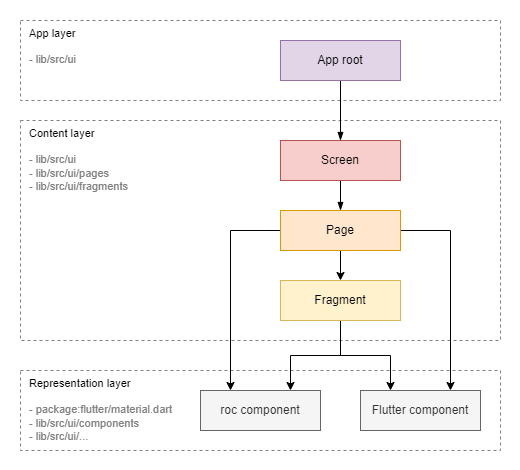 App layer
- lib/src/ui
App root
Content layer
- lib/src/ui
- lib/src/ui/pages
- lib/src/ui/fragments
Screen
Page
Fragment
Representation layer
- package:flutter/material.dart
- lib/src/ui/components
- lib/src/ui/...
roc component
Flutter component